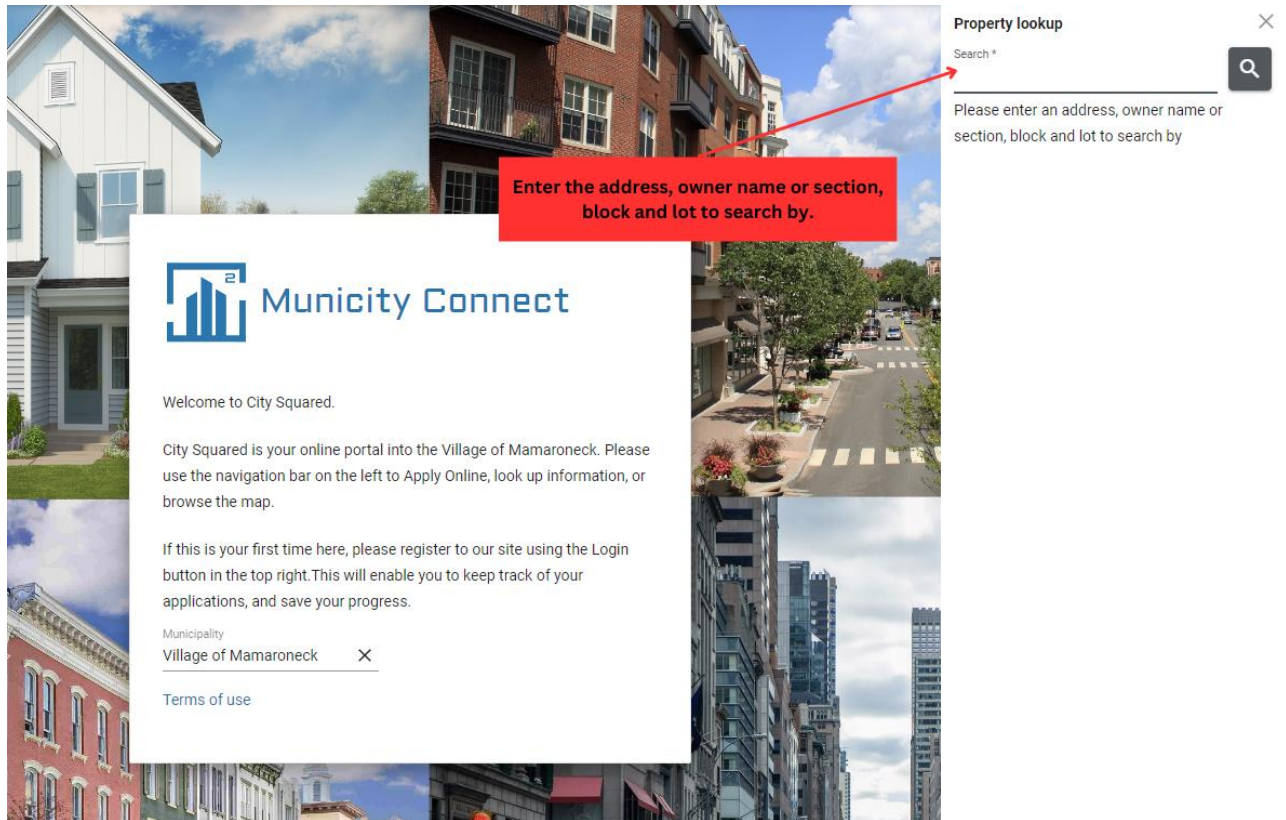 Property lookup
Search *
Please enter an address, owner name or
section, block and lot to search by
Enter the address, owner name or section,
block and lot to search by.
2
Municity Connect
Welcome to City Squared.
City Squared is your online portal into the Village of Mamaroneck. Please
use the navigation bar on the left to Apply Online, look up information, or
browse the map.
If this is your first time here, please register to our site using the Login
button in the top right.This will enable you to keep track of your
applications, and save your progress.
Municipality
Village of Mamaroneck
Terms of use